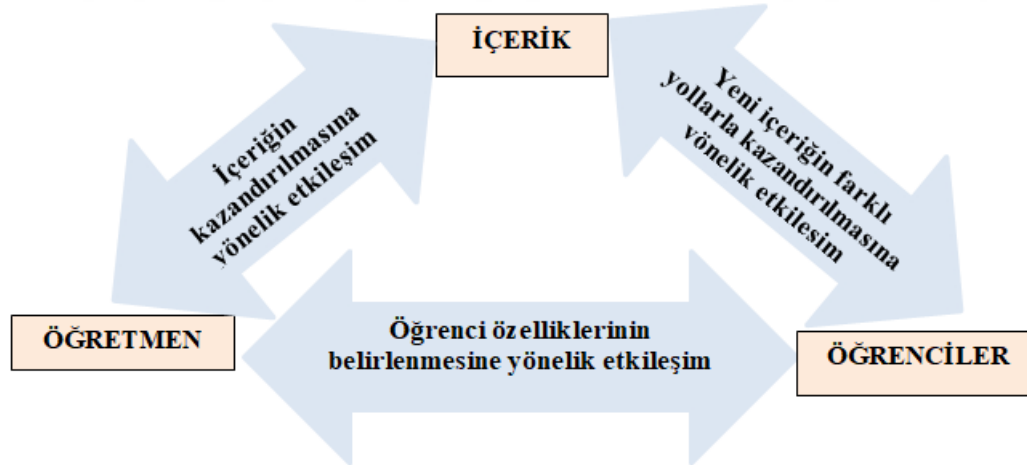 İÇERİK
İçeriğin
kazandırılmasına
yönelik etkileşim
Yeni içeriğin farklı
yollarla kazandırılmasına
yönelik etkileşim
ÖĞRETMEN
Öğrenci özelliklerinin
belirlenmesine yönelik etkileşim
ÖĞRENCİLER